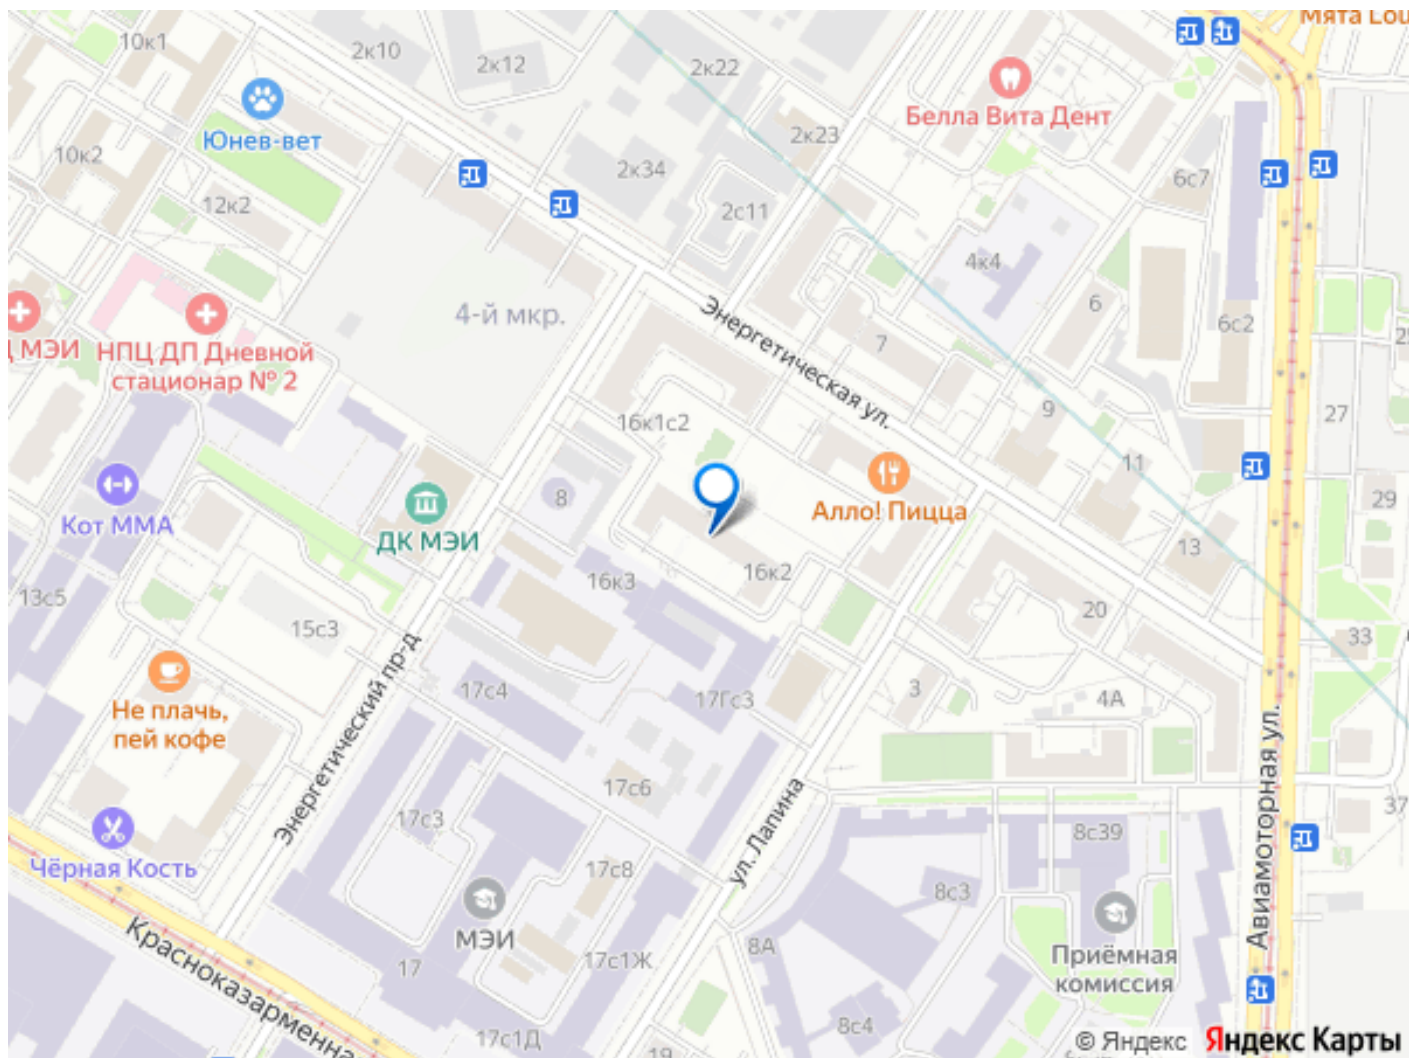 Мята Lou
10к1
2к10
2к12
2к22
Белла Вита Дент
Юнев-вет
2к23
10к2
2к34
6с7
12к2
2с11
4к4
4-й мкр.
Энергетическая ул.
6
6с2
7
МЭИ
НПЦ ДП Дневной
стационар № 2
9
27
16к1с2
11
29
8
Кот ММА
ДК МЭИ
Алло! Пицца
13
16к3
16к2
13с5
20
15с3
33
Энергетический пр-д
17с4
3
17Гс3
4А
Не плачь,
пей кофе
Авиамоторная ул.
17с6
ул. Лапина
17с3
37
8с39
Чёрная Кость
17с8
8с3
МЭИ
Красноказарменна
8А
17
17с1Ж
Приёмная
комиссия
8с4
17с1Д
19
© Яндекс Яндекс Карты